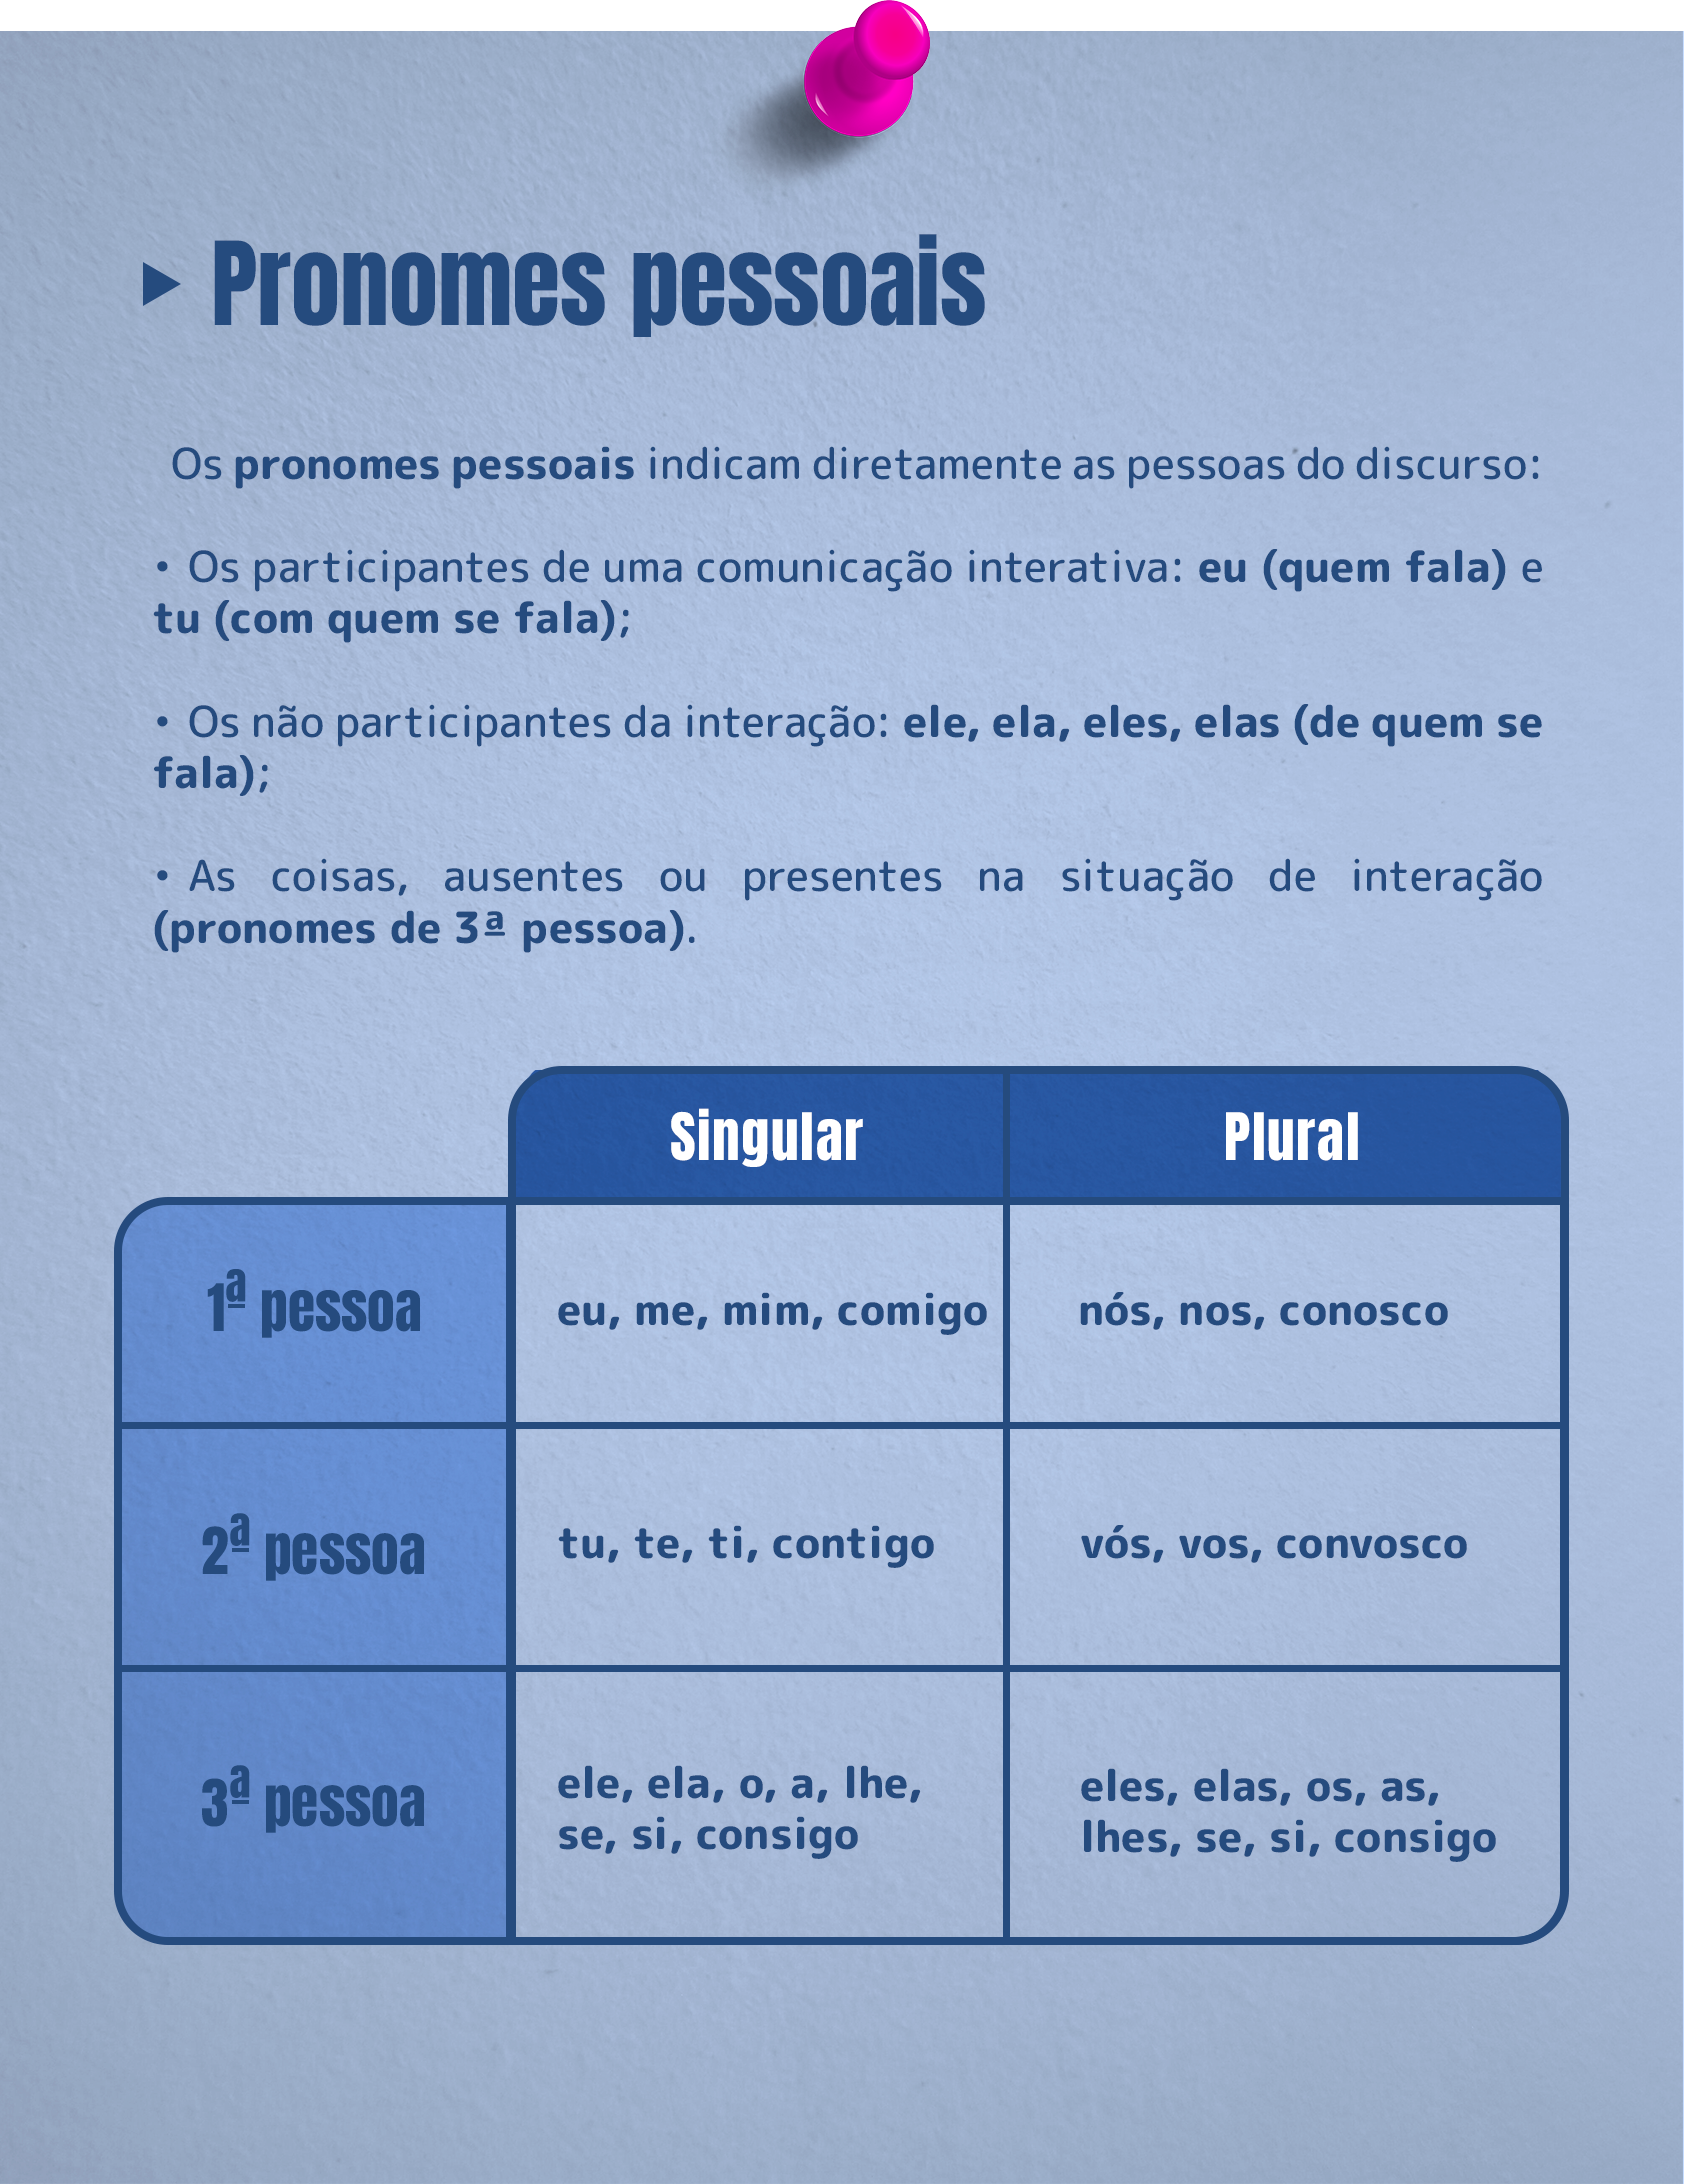 Pronomes pessoais
Os pronomes pessoais indicam diretamente as pessoas do discurso:
• Os participantes de uma comunicação interativa: eu (quem fala) e
tu (com quem se fala);
• Os não participantes da interação: ele, ela, eles, elas (de quem se
fala);
• As coisas, ausentes ou presentes na situação de interação
(pronomes de 3ª pessoa).
Singular Plural
1ª pessoa eu, me, mim, comigo nós, nos, conosco
2ª pessoa tu, te, ti, contigo vós, vos, convosco
3ª pessoa
ele, ela, o, a, lhe,
se, si, consigo
eles, elas, os, as,
lhes, se, si, consigo